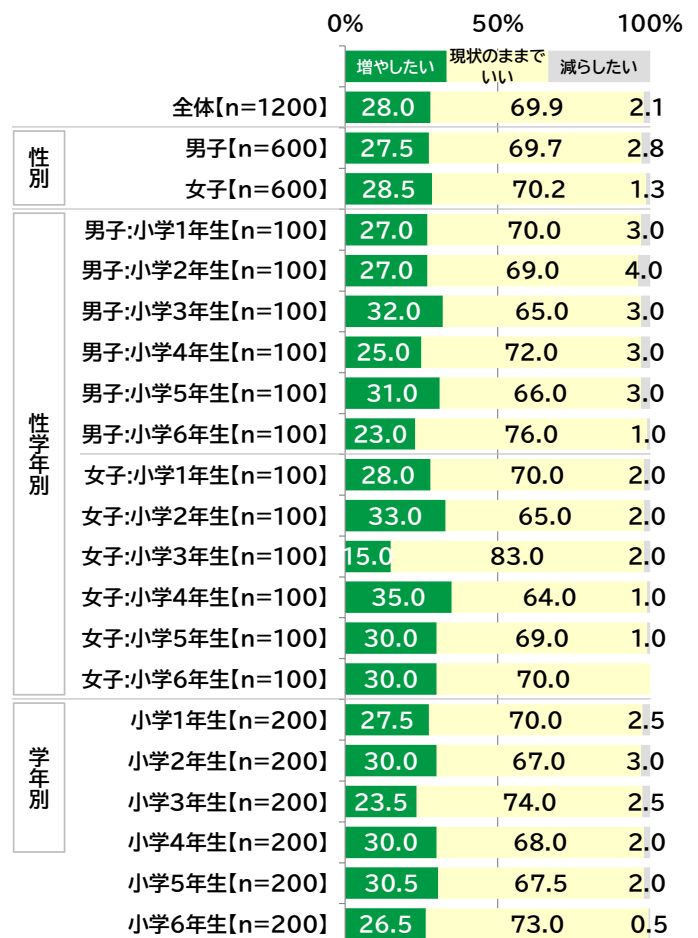 0% 50% 100%
増やしたい 現状のままでいい 減らしたい
全体【n=1200】 28.0 69.9 2.1
性別
男子【n=600】 27.5 69.7 2.8
女子【n=600】 28.5 70.2 1.3
性学年別
男子:小学1年生【n=100】 27.0 70.0 3.0
男子:小学2年生【n=100】 27.0 69.0 4.0
男子:小学3年生【n=100】 32.0 65.0 3.0
男子:小学4年生【n=100】 25.0 72.0 3.0
男子:小学5年生【n=100】 31.0 66.0 3.0
男子:小学6年生【n=100】 23.0 76.0 1.0
女子:小学1年生【n=100】 28.0 70.0 2.0
女子:小学2年生【n=100】 33.0 65.0 2.0
女子:小学3年生【n=100】 15.0 83.0 2.0
女子:小学4年生【n=100】 35.0 64.0 1.0
女子:小学5年生【n=100】 30.0 69.0 1.0
女子:小学6年生【n=100】 30.0 70.0
学年別
小学1年生【n=200】 27.5 70.0 2.5
小学2年生【n=200】 30.0 67.0 3.0
小学3年生【n=200】 23.5 74.0 2.5
小学4年生【n=200】 30.0 68.0 2.0
小学5年生【n=200】 30.5 67.5 2.0
小学6年生【n=200】 26.5 73.0 0.5